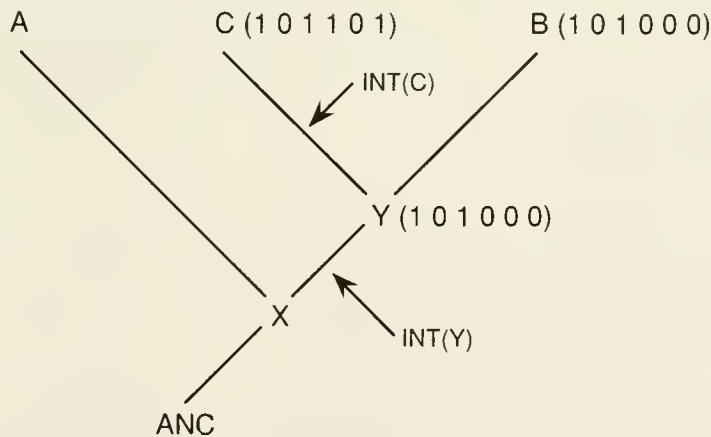 A
C (1 0 1 1 0 1)
B (1 0 1 0 0 0)
INT(C)
Y (1 0 1 0 0 0)
X
INT(Y)
ANC